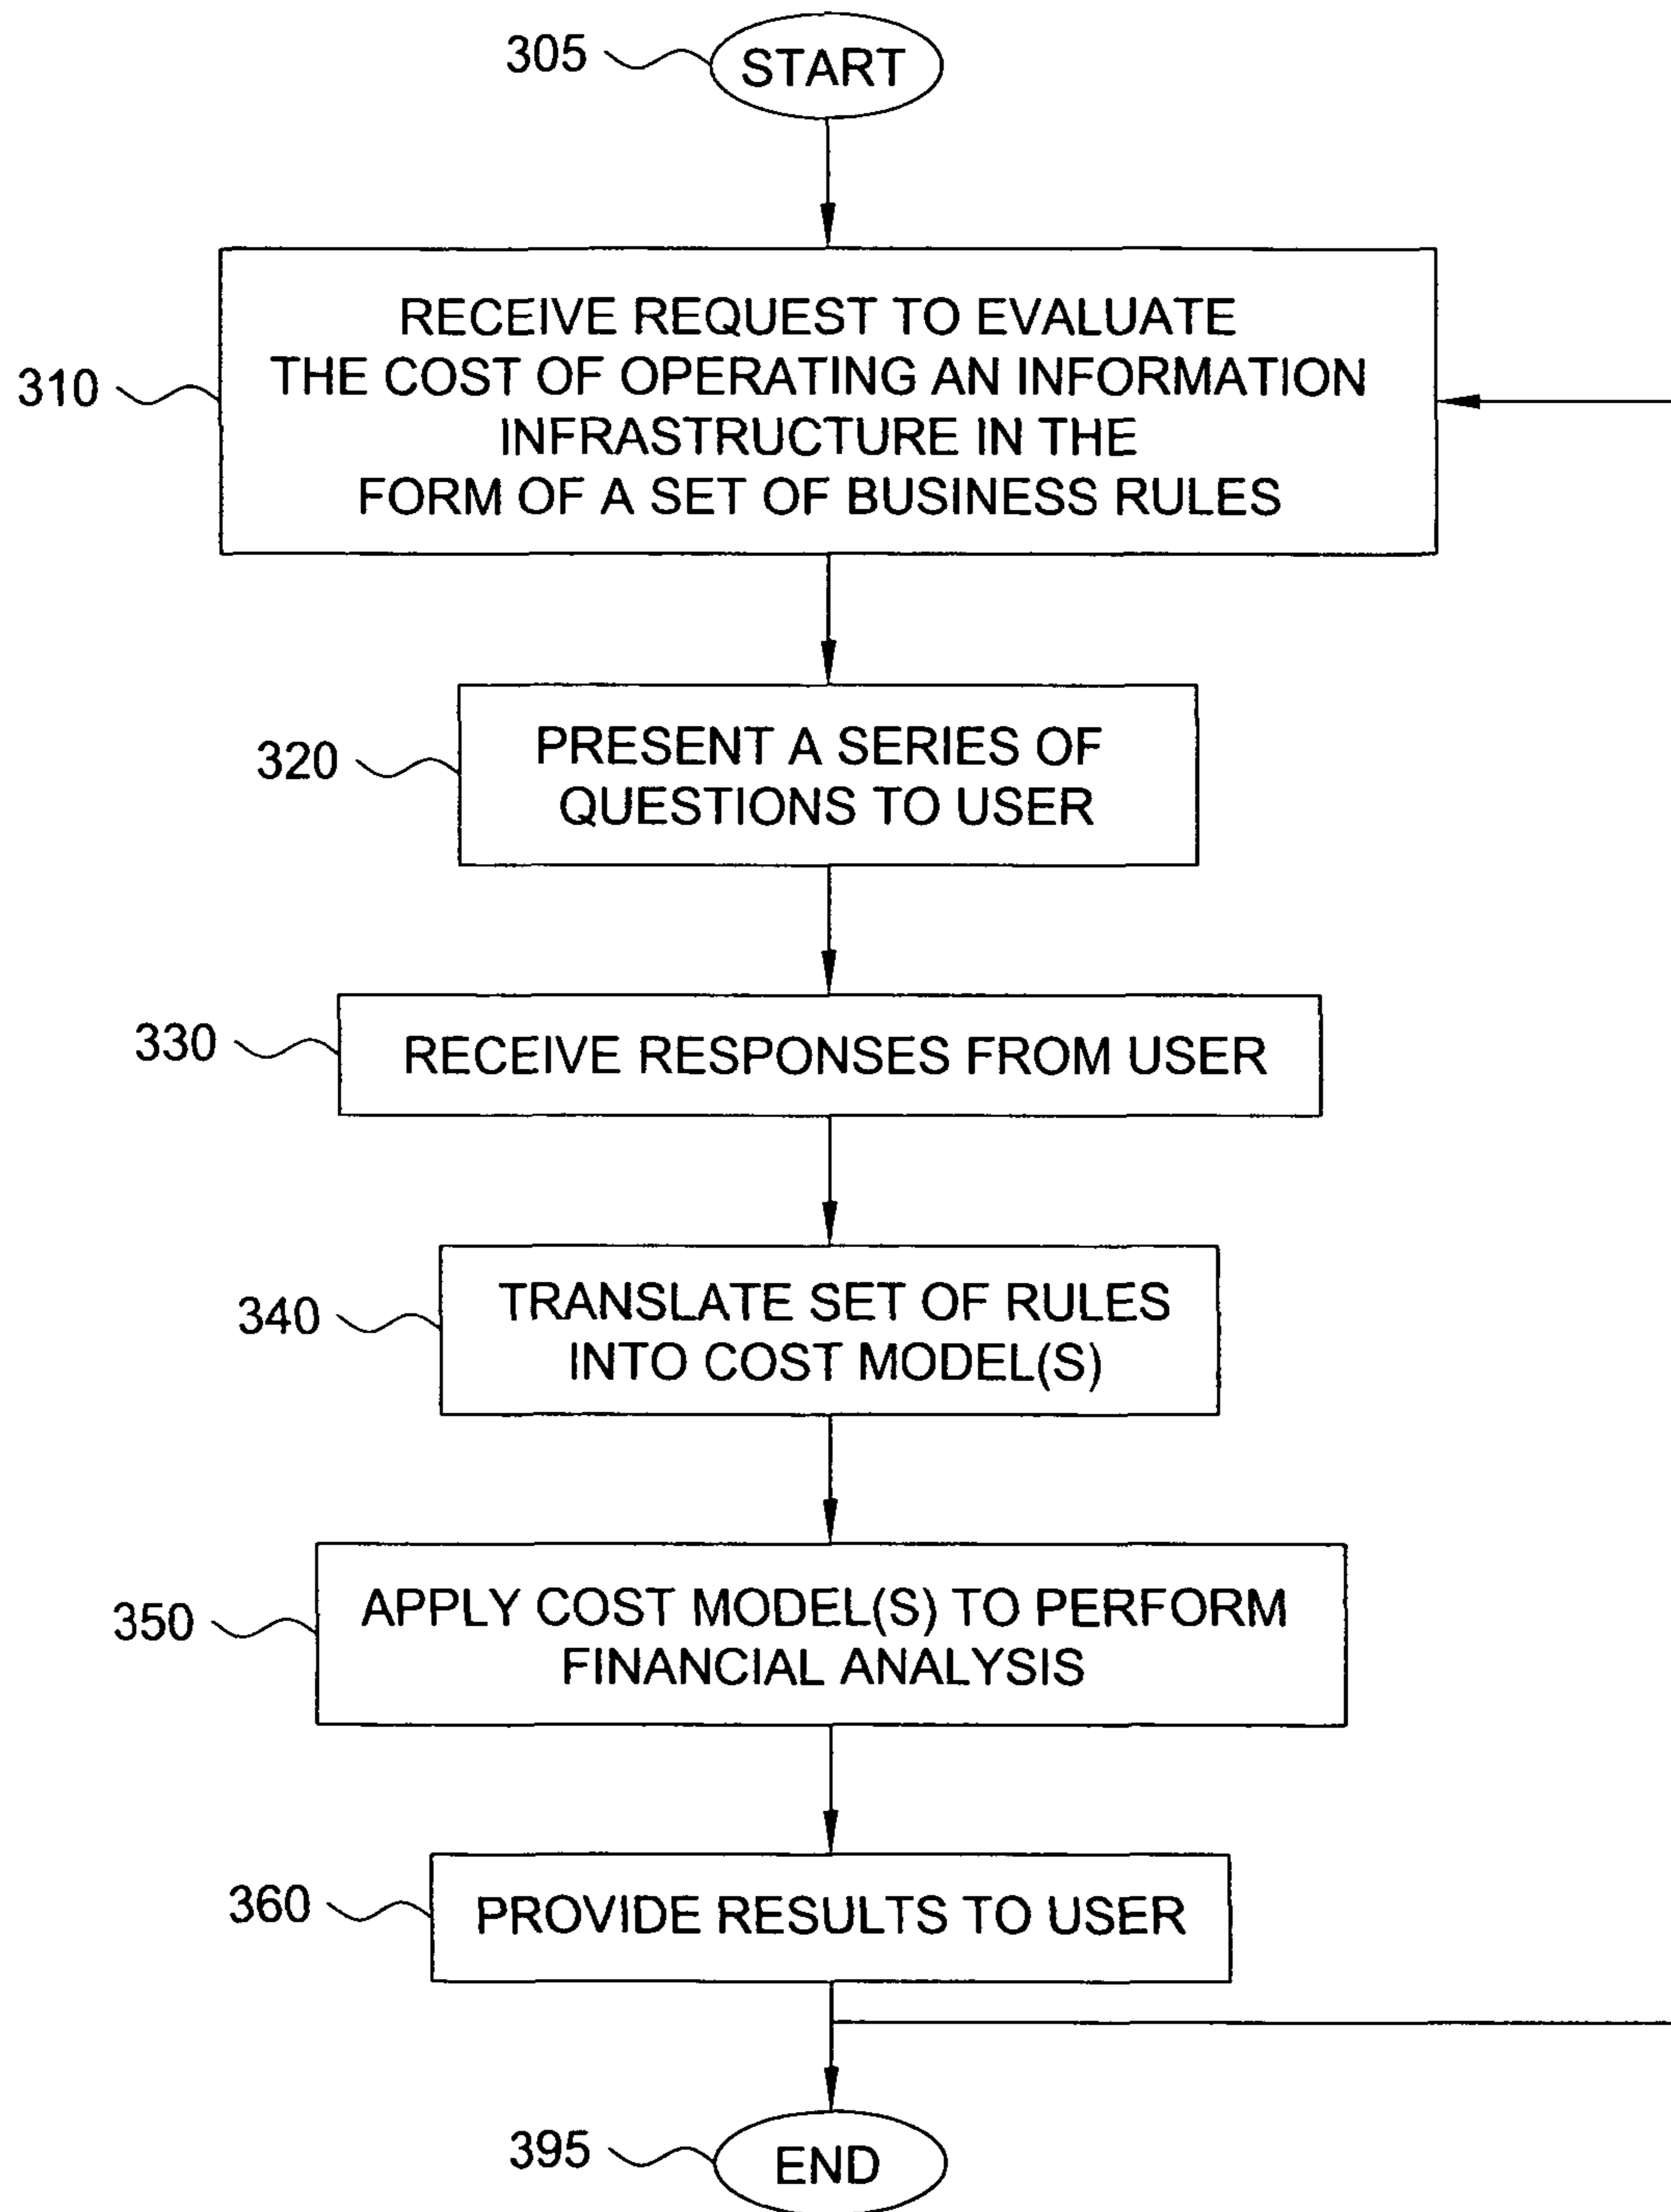 305
START
310
RECEIVE REQUEST TO EVALUATE
THE COST OF OPERATING AN INFORMATION
INFRASTRUCTURE IN THE
FORM OF A SET OF BUSINESS RULES
320
PRESENT A SERIES OF
QUESTIONS TO USER
330
RECEIVE RESPONSES FROM USER
340
TRANSLATE SET OF RULES
INTO COST MODEL(S)
350
APPLY COST MODEL(S) TO PERFORM
FINANCIAL ANALYSIS
360
PROVIDE RESULTS TO USER
395
END